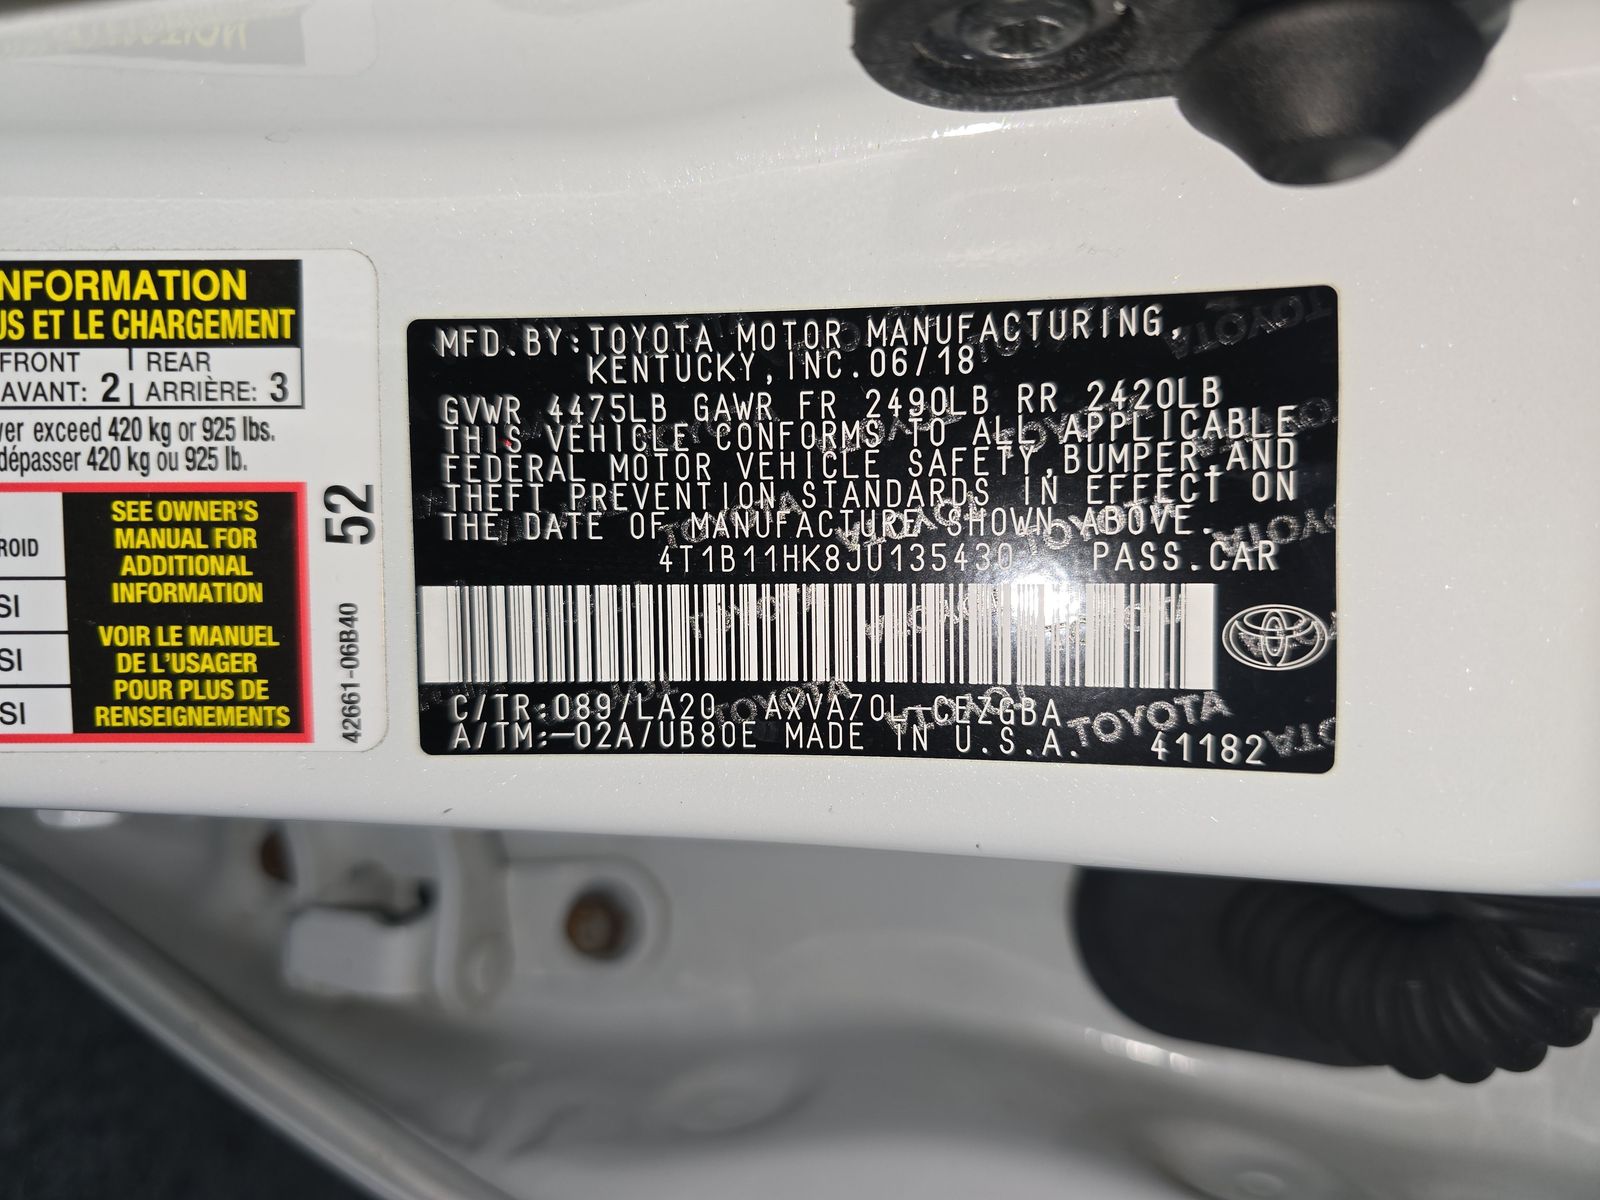 NFORMATION
US ET LE CHARGEMENT
FRONT REAR
AVANT: 2 ARRIÈRE: 3
ver exceed 420 kg or 925 lbs.
dépasser 420 kg ou 925 lb.
SEE OWNER'S
MANUAL FOR
ADDITIONAL
INFORMATION
VOIR LE MANUEL
DE L'USAGER
POUR PLUS DE
RENSEIGNEMENTS
ROID
SI
SI
SI
52
42661-06B40
MFD.BY:TOYOTA MOTOR MANUFACTURING,
KENTUCKY,INC.06/18
GVWR 4475LB GAWR FR 2490LB RR 2420LB
THIS VEHICLE CONFORMS TO ALL APPLICABLE
FEDERAL MOTOR VEHICLE SAFETY,BUMPER,AND
THEFT PREVENTION STANDARDS IN EFFECT ON
THE DATE OF MANUFACTURE SHOWN ABOVE.
4T1B11HK8JU135430 PASS.CAR
C/TR:089/LA20 AXVA70L-CEZGBA
A/TM:-02A/UB80E MADE IN U.S.A. 41182
TOYOTA